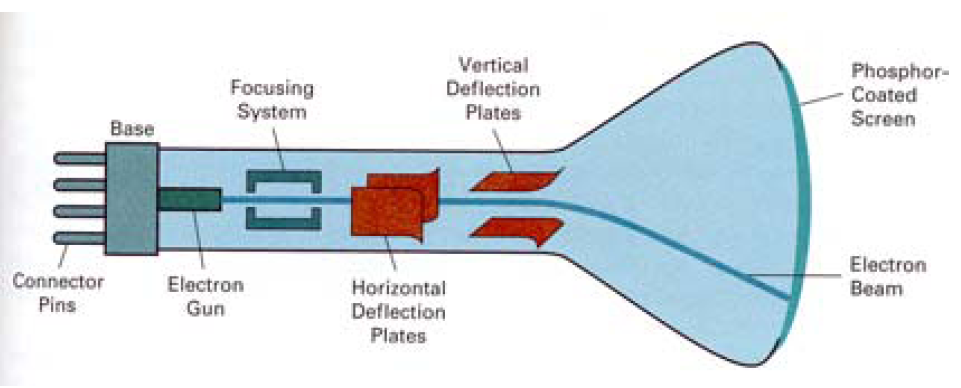 Base
Focusing
System
Vertical
Deflection
Plates
Phosphor-
Coated
Screen
Connector
Pins
Electron
Gun
Horizontal
Deflection
Plates
Electron
Beam